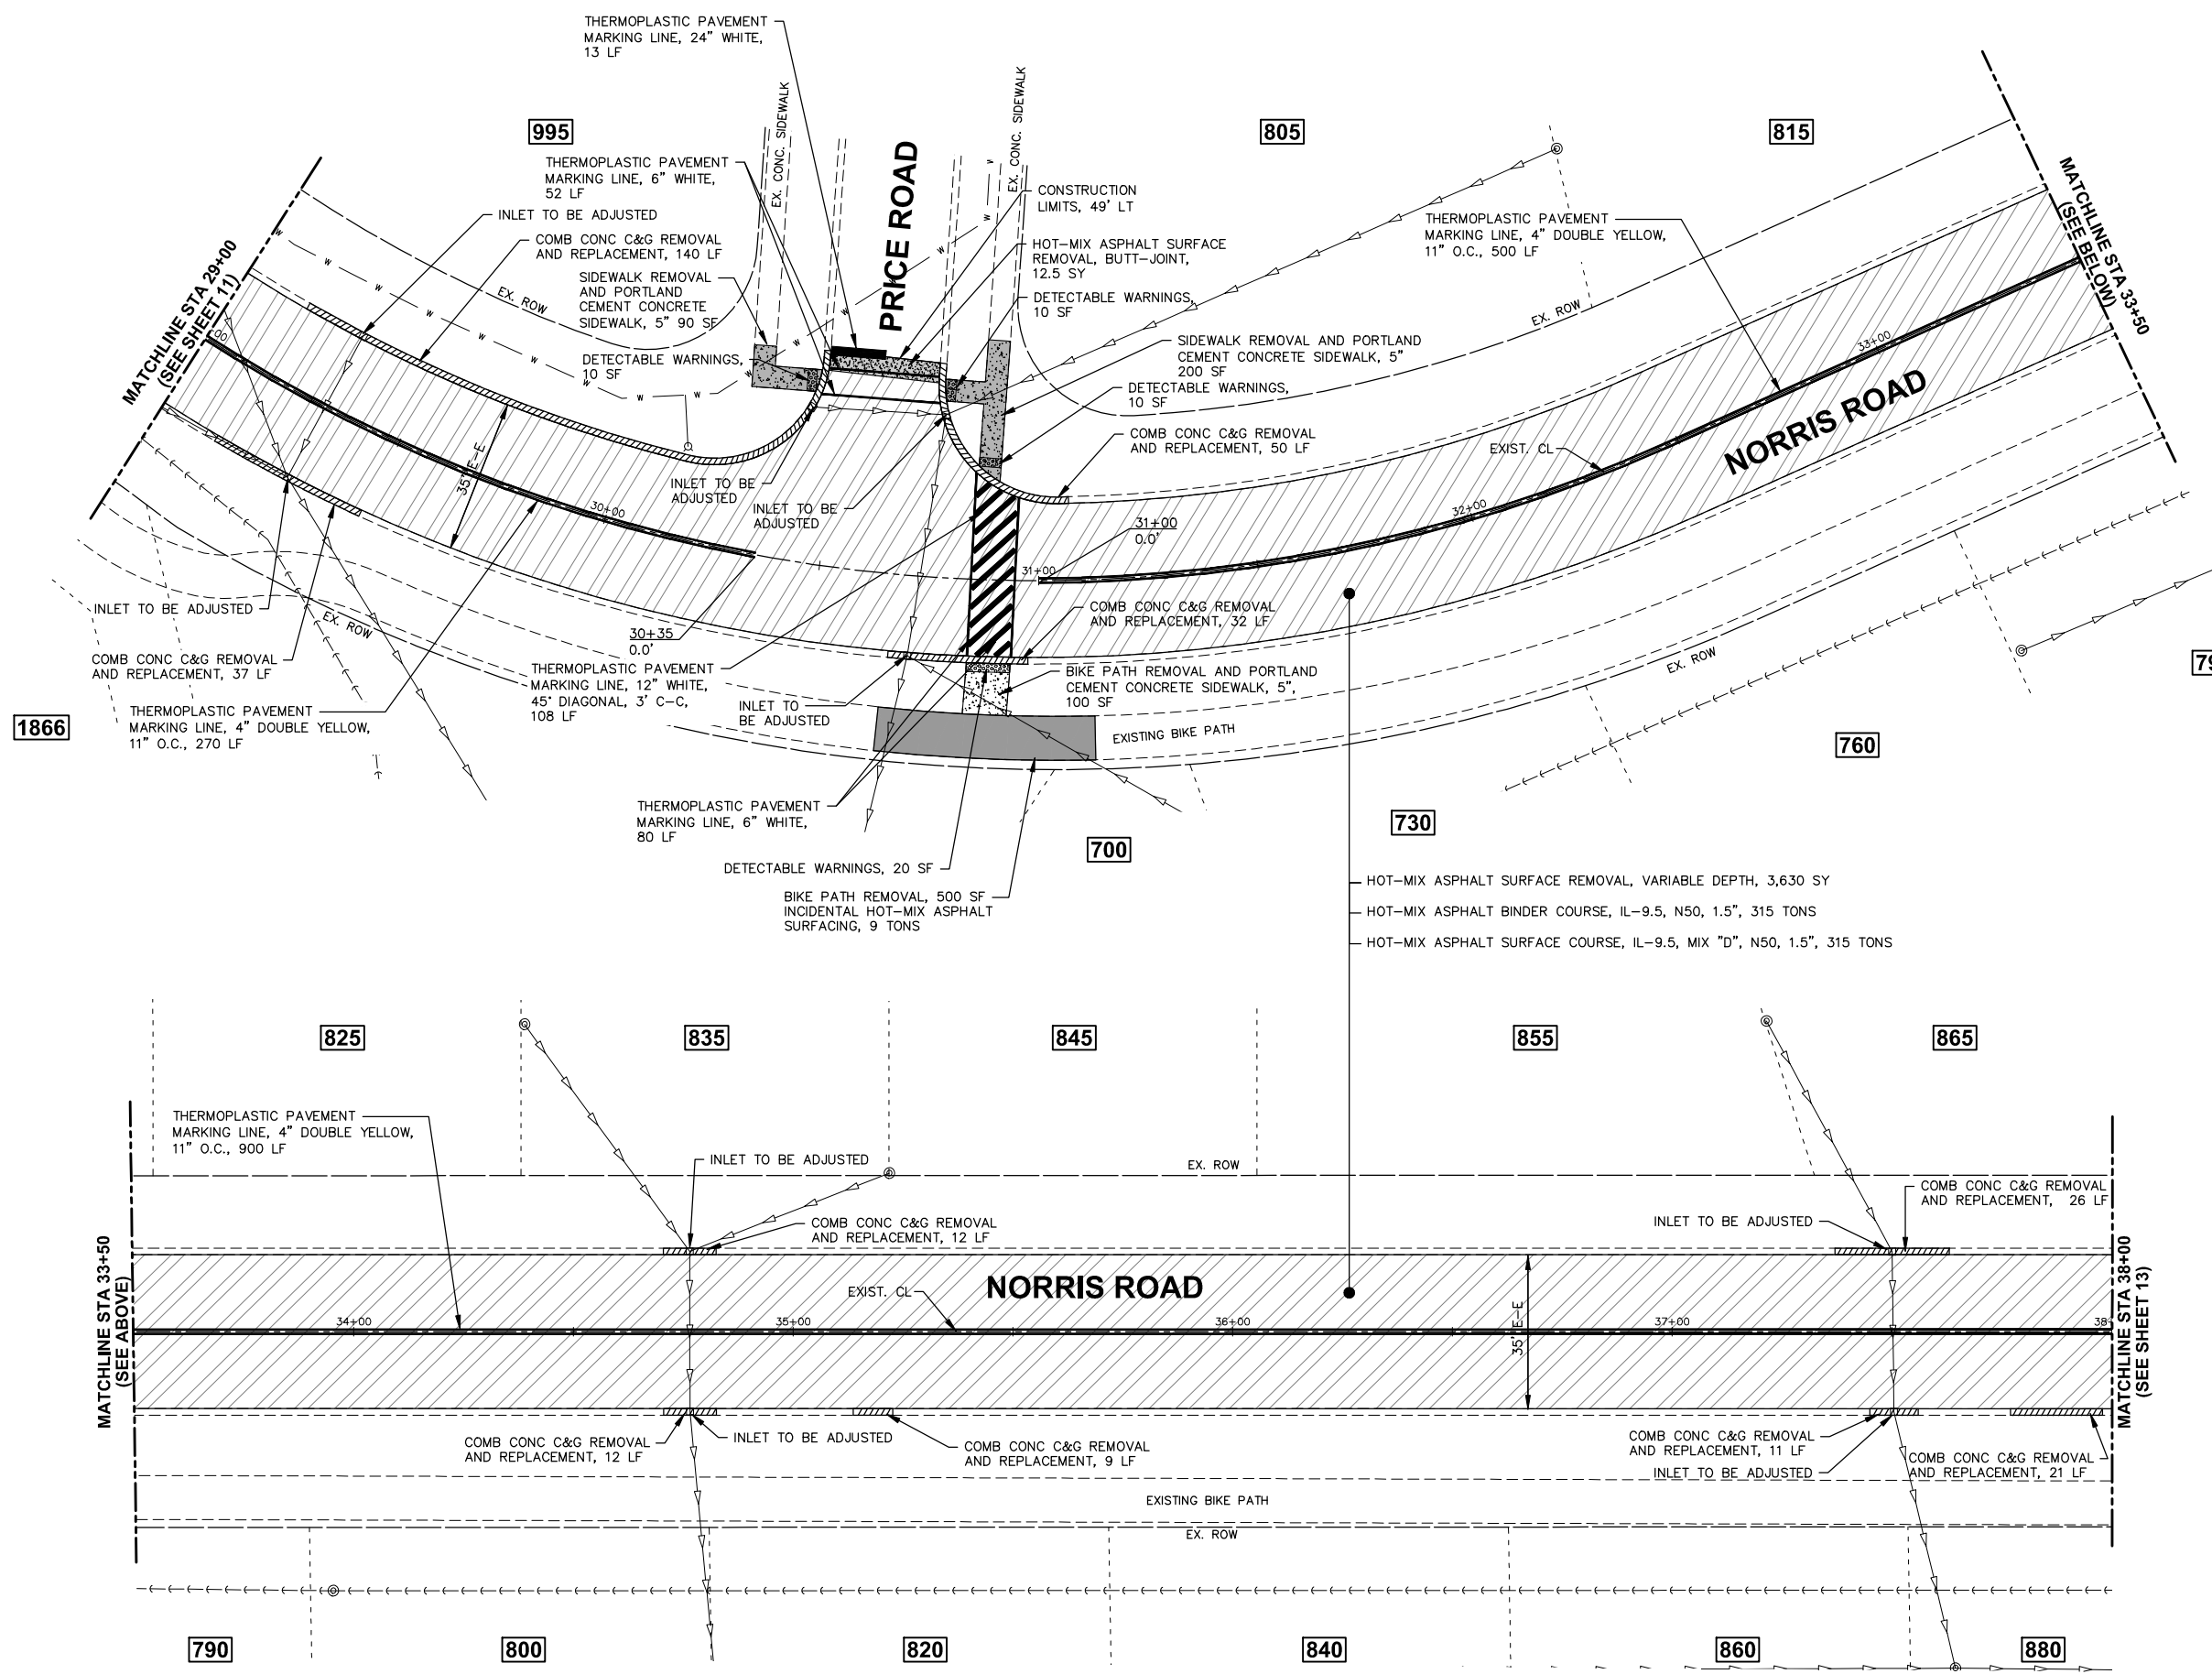 THERMOPLASTIC PAVEMENT
MARKING LINE, 24" WHITE,
13 LF
995
805
815
EX. CONC. SIDEWALK
EX. CONC. SIDEWALK
PRICE ROAD
THERMOPLASTIC PAVEMENT
MARKING LINE, 6" WHITE,
52 LF
INLET TO BE ADJUSTED
COMB CONC C&G REMOVAL
AND REPLACEMENT, 140 LF
SIDEWALK REMOVAL
AND PORTLAND
CEMENT CONCRETE
SIDEWALK, 5" 90 SF
DETECTABLE WARNINGS,
10 SF
CONSTRUCTION
LIMITS, 49' LT
HOT-MIX ASPHALT SURFACE
REMOVAL, BUTT-JOINT,
12.5 SY
DETECTABLE WARNINGS,
10 SF
SIDEWALK REMOVAL AND PORTLAND
CEMENT CONCRETE SIDEWALK, 5"
200 SF
DETECTABLE WARNINGS,
10 SF
COMB CONC C&G REMOVAL
AND REPLACEMENT, 50 LF
THERMOPLASTIC PAVEMENT
MARKING LINE, 4" DOUBLE YELLOW,
11" O.C., 500 LF
MATCHLINE STA 29+00
(SEE SHEET 11)
MATCHLINE STA 33+50
(SEE BELOW)
EX. ROW
EX. ROW
33+00
NORRIS ROAD
EXIST. CL
32+00
00
35' E-E
30+00
INLET TO BE
ADJUSTED
INLET TO BE
ADJUSTED
31+00
0.0'
31+00
INLET TO BE ADJUSTED
EX. ROW
30+35
0.0'
COMB CONC C&G REMOVAL
AND REPLACEMENT, 32 LF
COMB CONC C&G REMOVAL
AND REPLACEMENT, 37 LF
THERMOPLASTIC PAVEMENT
MARKING LINE, 12" WHITE,
45° DIAGONAL, 3' C-C,
108 LF
BIKE PATH REMOVAL AND PORTLAND
CEMENT CONCRETE SIDEWALK, 5",
100 SF
EX. ROW
79
1866
THERMOPLASTIC PAVEMENT
MARKING LINE, 4" DOUBLE YELLOW,
11" O.C., 270 LF
INLET TO
BE ADJUSTED
EXISTING BIKE PATH
760
THERMOPLASTIC PAVEMENT
MARKING LINE, 6" WHITE,
80 LF
730
700
DETECTABLE WARNINGS, 20 SF
BIKE PATH REMOVAL, 500 SF
INCIDENTAL HOT-MIX ASPHALT
SURFACING, 9 TONS
HOT-MIX ASPHALT SURFACE REMOVAL, VARIABLE DEPTH, 3,630 SY
HOT-MIX ASPHALT BINDER COURSE, IL-9.5, N50, 1.5", 315 TONS
HOT-MIX ASPHALT SURFACE COURSE, IL-9.5, MIX "D", N50, 1.5", 315 TONS
825
835
845
855
865
THERMOPLASTIC PAVEMENT
MARKING LINE, 4" DOUBLE YELLOW,
11" O.C., 900 LF
INLET TO BE ADJUSTED
EX. ROW
COMB CONC C&G REMOVAL
AND REPLACEMENT, 12 LF
COMB CONC C&G REMOVAL
AND REPLACEMENT, 26 LF
INLET TO BE ADJUSTED
MATCHLINE STA 33+50
(SEE ABOVE)
NORRIS ROAD
EXIST. CL
34+00
35+00
36+00
37+00
38
35' E-E
MATCHLINE STA 38+00
(SEE SHEET 13)
COMB CONC C&G REMOVAL
AND REPLACEMENT, 12 LF
INLET TO BE ADJUSTED
COMB CONC C&G REMOVAL
AND REPLACEMENT, 9 LF
COMB CONC C&G REMOVAL
AND REPLACEMENT, 11 LF
INLET TO BE ADJUSTED
COMB CONC C&G REMOVAL
AND REPLACEMENT, 21 LF
EXISTING BIKE PATH
EX. ROW
790
800
820
840
860
880